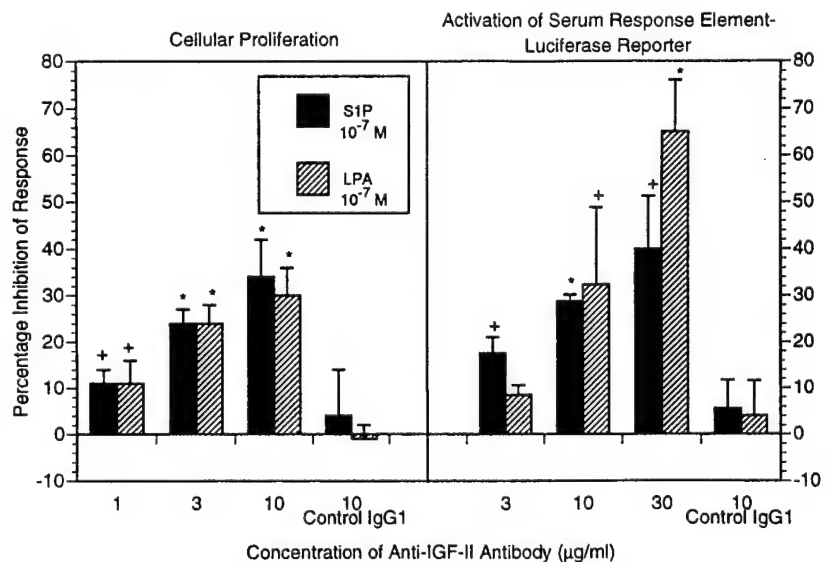 Cellular Proliferation
Activation of Serum Response Element-
Luciferase Reporter
80
70
60
50
40
30
20
10
0
-10
Percentage Inhibition of Response
S1P
10-7 M
LPA
10-7 M
+ + * * * * + * + + *
80
70
60
50
40
30
20
10
0
-10
1 3 10 10 3 10 30 10
Control IgG1 Control IgG1
Concentration of Anti-IGF-II Antibody (µg/ml)